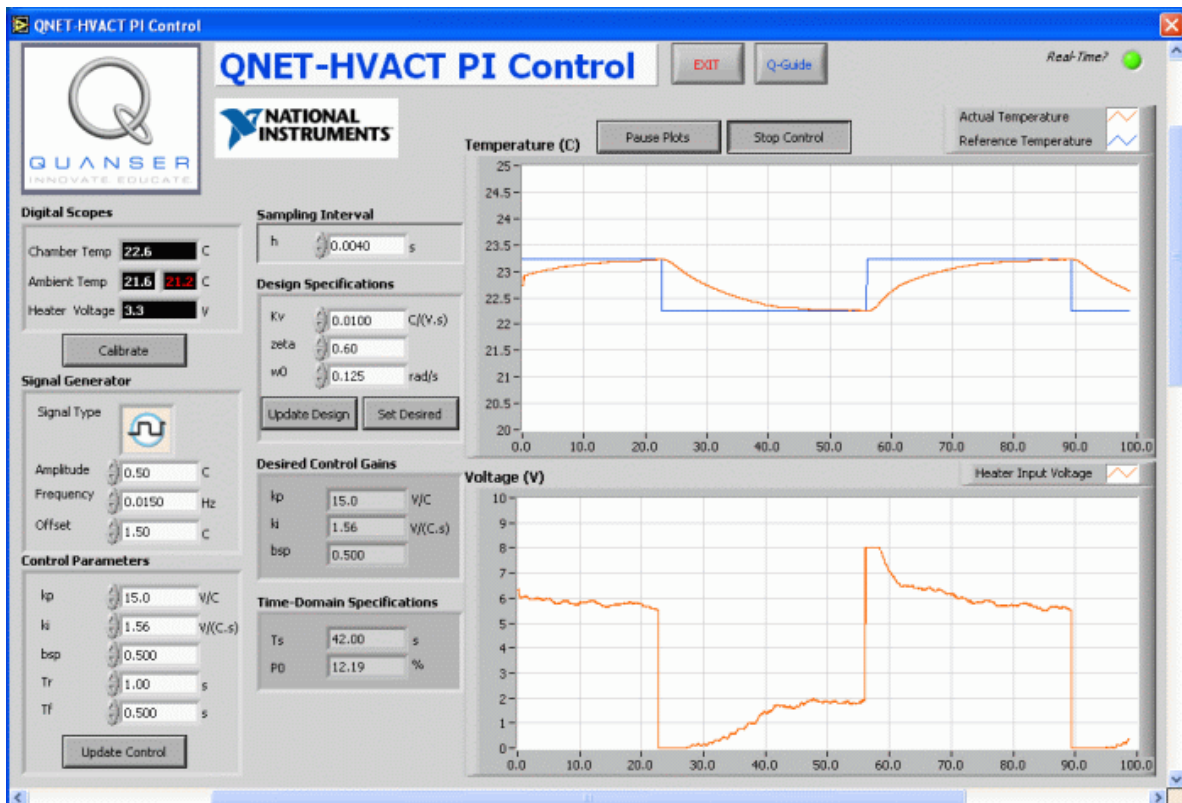 QNET-HVACT PI Control
QUANSER
INNOVATE. EDUCATE.
QNET-HVACT PI Control
EXIT
Q-Guide
Real-Time?
NATIONAL
INSTRUMENTS
Digital Scopes
Chamber Temp 22.6 C
Ambient Temp 21.6 21.2 C
Heater Voltage 3.3 V
Calibrate
Signal Generator
Signal Type
Amplitude 0.50 C
Frequency 0.0150 Hz
Offset 1.50 C
Control Parameters
kp 15.0 V/C
ki 1.56 V/(C.s)
bsp 0.500
Tr 1.00 s
Tf 0.500 s
Update Control
Sampling Interval
h 0.0040 s
Design Specifications
Kv 0.0100 C/(V.s)
zeta 0.60
w0 0.125 rad/s
Update Design Set Desired
Desired Control Gains
kp 15.0 V/C
ki 1.56 V/(C.s)
bsp 0.500
Time-Domain Specifications
Ts 42.00 s
PO 12.19 %
Temperature (C)
Pause Plots
Stop Control
Actual Temperature
Reference Temperature
25
24.5
24
23.5
23
22.5
22
21.5
21
20.5
20
0.0 10.0 20.0 30.0 40.0 50.0 60.0 70.0 80.0 90.0 100.0
Voltage (V)
Heater Input Voltage
10
9
8
7
6
5
4
3
2
1
0
0.0 10.0 20.0 30.0 40.0 50.0 60.0 70.0 80.0 90.0 100.0